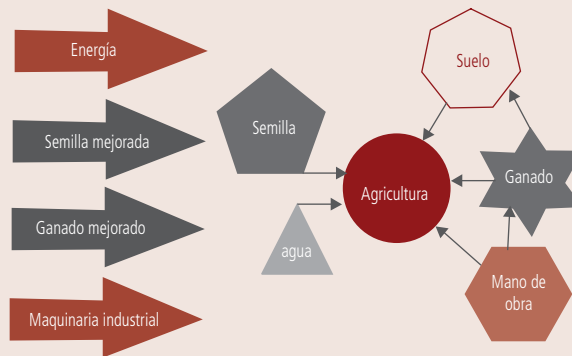 Energía
Semilla mejorada
Ganado mejorado
Maquinaria industrial
Semilla
agua
Agricultura
Suelo
Ganado
Mano de
obra